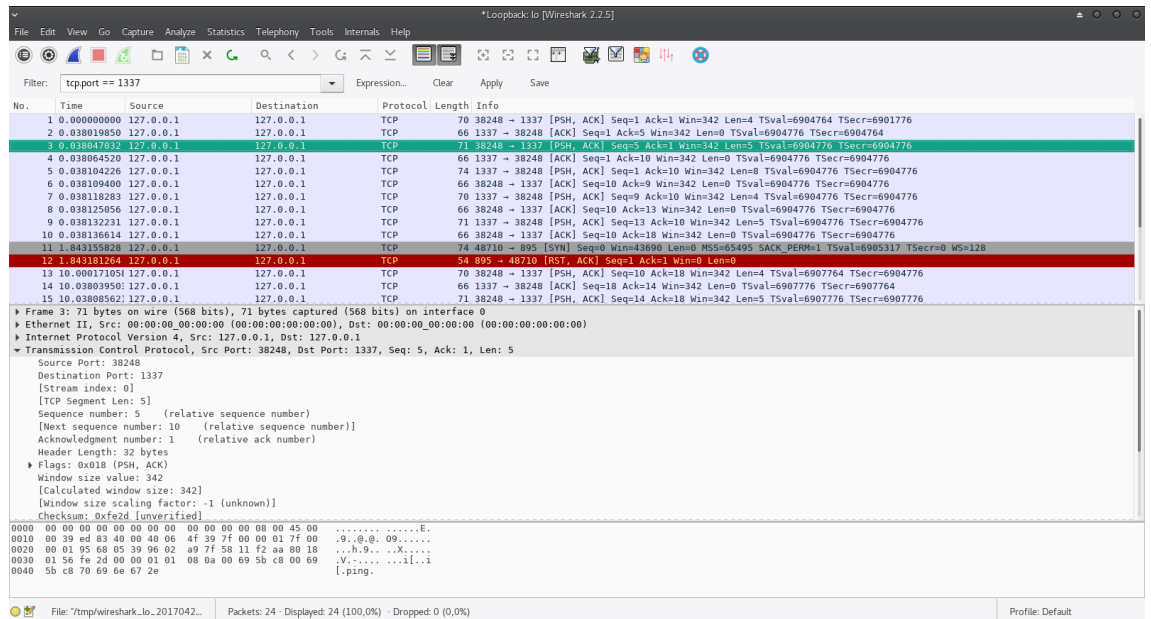 *Loopback: lo [Wireshark 2.2.5]
File Edit View Go Capture Analyze Statistics Telephony Tools Internals Help
Filter: tcp.port == 1337 Expression... Clear Apply Save
No. Time Source Destination Protocol Length Info
1 0.000000000 127.0.0.1 127.0.0.1 TCP 70 38248 → 1337 [PSH, ACK] Seq=1 Ack=1 Win=342 Len=4 TSval=6904764 TSecr=6901776
2 0.038019850 127.0.0.1 127.0.0.1 TCP 66 1337 → 38248 [ACK] Seq=1 Ack=5 Win=342 Len=0 TSval=6904776 TSecr=6904764
3 0.038047032 127.0.0.1 127.0.0.1 TCP 71 38248 → 1337 [PSH, ACK] Seq=5 Ack=1 Win=342 Len=5 TSval=6904776 TSecr=6904776
4 0.038064520 127.0.0.1 127.0.0.1 TCP 66 1337 → 38248 [ACK] Seq=1 Ack=10 Win=342 Len=0 TSval=6904776 TSecr=6904776
5 0.038104226 127.0.0.1 127.0.0.1 TCP 74 1337 → 38248 [PSH, ACK] Seq=1 Ack=10 Win=342 Len=8 TSval=6904776 TSecr=6904776
6 0.038109400 127.0.0.1 127.0.0.1 TCP 66 38248 → 1337 [ACK] Seq=10 Ack=9 Win=342 Len=0 TSval=6904776 TSecr=6904776
7 0.038118283 127.0.0.1 127.0.0.1 TCP 70 1337 → 38248 [PSH, ACK] Seq=9 Ack=10 Win=342 Len=4 TSval=6904776 TSecr=6904776
8 0.038125056 127.0.0.1 127.0.0.1 TCP 66 38248 → 1337 [ACK] Seq=10 Ack=13 Win=342 Len=0 TSval=6904776 TSecr=6904776
9 0.038132231 127.0.0.1 127.0.0.1 TCP 71 1337 → 38248 [PSH, ACK] Seq=13 Ack=10 Win=342 Len=5 TSval=6904776 TSecr=6904776
10 0.038136614 127.0.0.1 127.0.0.1 TCP 66 38248 → 1337 [ACK] Seq=10 Ack=18 Win=342 Len=0 TSval=6904776 TSecr=6904776
11 1.843155828 127.0.0.1 127.0.0.1 TCP 74 48710 → 895 [SYN] Seq=0 Win=43690 Len=0 MSS=65495 SACK_PERM=1 TSval=6905317 TSecr=0 WS=128
12 1.843181264 127.0.0.1 127.0.0.1 TCP 54 895 → 48710 [RST, ACK] Seq=1 Ack=1 Win=0 Len=0
13 10.000171058 127.0.0.1 127.0.0.1 TCP 70 38248 → 1337 [PSH, ACK] Seq=10 Ack=18 Win=342 Len=4 TSval=6907764 TSecr=6904776
14 10.03803950 127.0.0.1 127.0.0.1 TCP 66 1337 → 38248 [ACK] Seq=18 Ack=14 Win=342 Len=0 TSval=6907776 TSecr=6907764
15 10.03808562 127.0.0.1 127.0.0.1 TCP 71 38248 → 1337 [PSH, ACK] Seq=14 Ack=18 Win=342 Len=5 TSval=6907776 TSecr=6907776
Frame 3: 71 bytes on wire (568 bits), 71 bytes captured (568 bits) on interface 0
Ethernet II, Src: 00:00:00_00:00:00 (00:00:00:00:00:00), Dst: 00:00:00_00:00:00 (00:00:00:00:00:00)
Internet Protocol Version 4, Src: 127.0.0.1, Dst: 127.0.0.1
Transmission Control Protocol, Src Port: 38248, Dst Port: 1337, Seq: 5, Ack: 1, Len: 5
Source Port: 38248
Destination Port: 1337
[Stream index: 0]
[TCP Segment Len: 5]
Sequence number: 5 (relative sequence number)
[Next sequence number: 10 (relative sequence number)]
Acknowledgment number: 1 (relative ack number)
Header Length: 32 bytes
Flags: 0x018 (PSH, ACK)
Window size value: 342
[Calculated window size: 342]
[Window size scaling factor: -1 (unknown)]
Checksum: 0xfe2d [unverified]
0000 00 00 00 00 00 00 00 00 00 00 00 00 08 00 45 00 ........ ......E.
0010 00 39 ed 83 40 00 40 06 4f 39 7f 00 00 01 7f 00 .9..@.@. O9......
0020 00 01 95 68 05 39 96 02 a9 7f 58 11 f2 aa 80 18 ...h.9.. ..X.....
0030 01 56 fe 2d 00 00 01 01 08 0a 00 69 5b c8 00 69 .V.-.... ...i[..i
0040 5b c8 70 69 6e 67 2e [.ping.
File: "/tmp/wireshark_lo_2017042... Packets: 24 · Displayed: 24 (100,0%) · Dropped: 0 (0,0%) Profile: Default